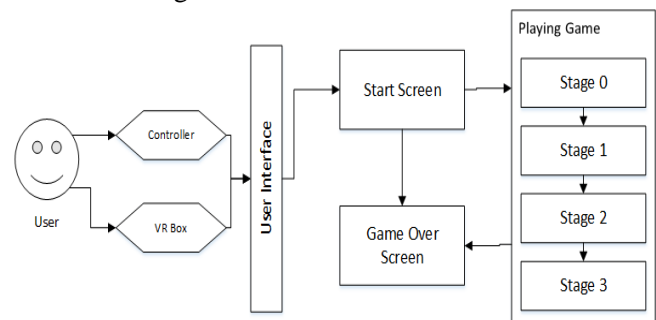 Playing Game
Start Screen
Stage 0
Controller
Stage 1
User Interface
User
VR Box
Game Over
Screen
Stage 2
Stage 3